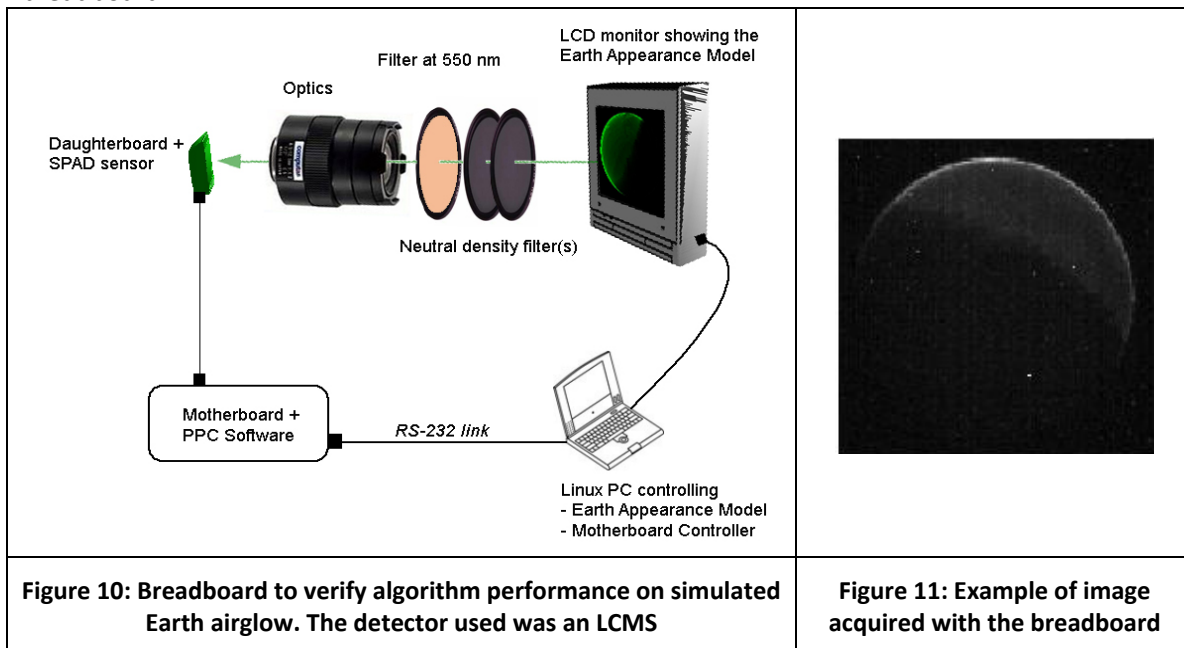 LCD monitor showing the
Earth Appearance Model
Filter at 550 nm
Optics
Daughterboard +
SPAD sensor
computar
Neutral density filter(s)
Motherboard +
PPC Software
RS-232 link
Linux PC controlling
- Earth Appearance Model
- Motherboard Controller
Figure 10: Breadboard to verify algorithm performance on simulated
Earth airglow. The detector used was an LCMS
Figure 11: Example of image
acquired with the breadboard